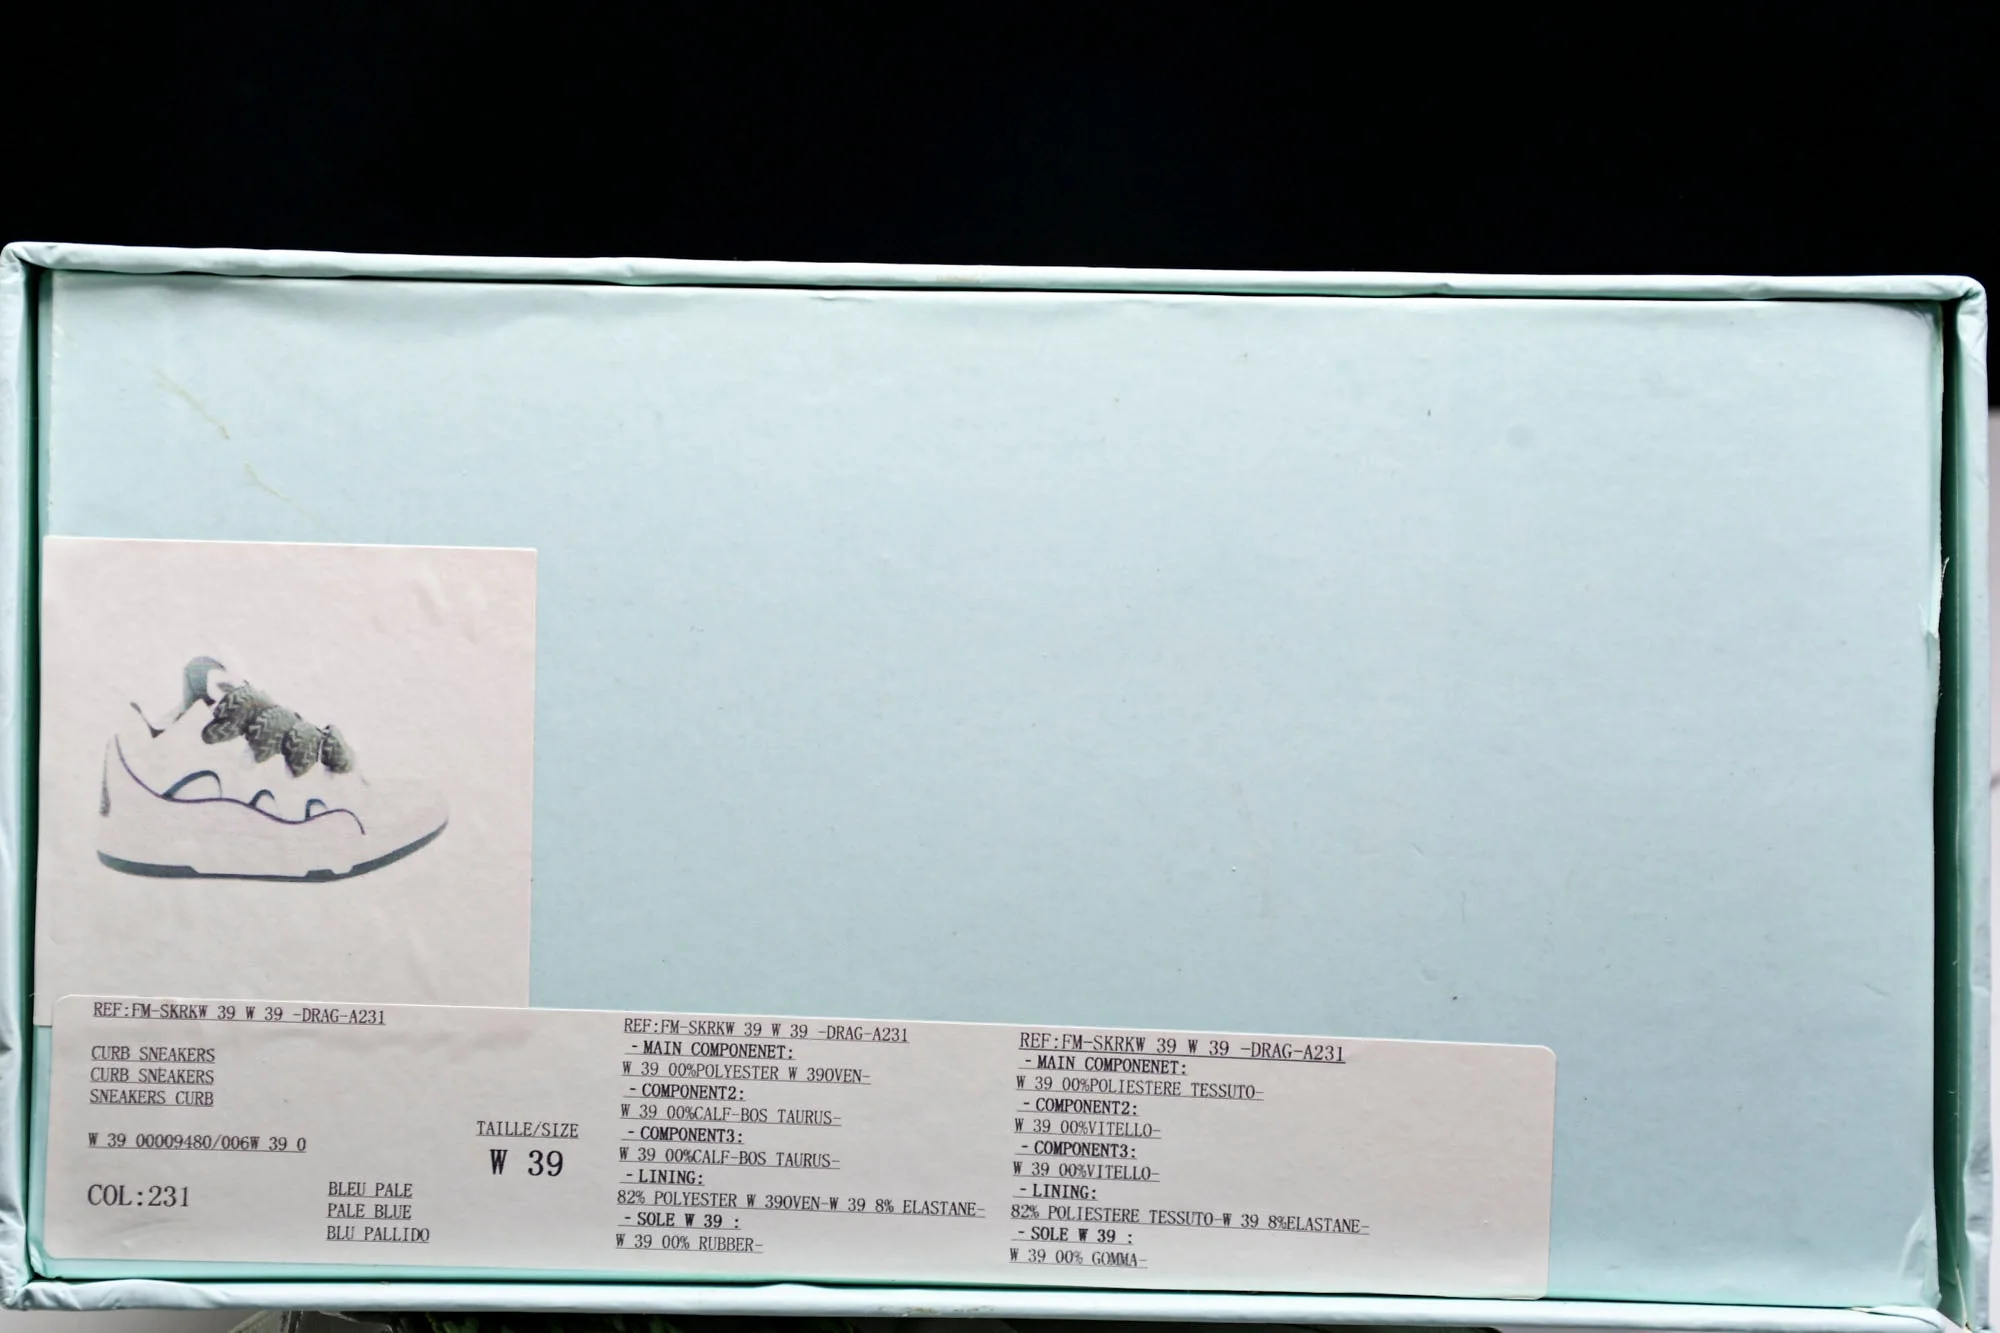 REF:FM-SKRKW 39 W 39 -DRAG-A231
CURB SNEAKERS
CURB SNEAKERS
SNEAKERS CURB
W 39 00009480/006W 39 0
COL:231
BLEU PALE
PALE BLUE
BLU PALLIDO
TAILLE/SIZE
W 39
REF:FM-SKRKW 39 W 39 -DRAG-A231
- MAIN COMPONENET:
W 39 00%POLYESTER W 39OVEN-
- COMPONENT2:
W 39 00%CALF-BOS TAURUS-
- COMPONENT3:
W 39 00%CALF-BOS TAURUS-
- LINING:
82% POLYESTER W 39OVEN-W 39 8% ELASTANE-
- SOLE W 39 :
W 39 00% RUBBER-
REF:FM-SKRKW 39 W 39 -DRAG-A231
- MAIN COMPONENET:
W 39 00%POLIESTERE TESSUTO-
- COMPONENT2:
W 39 00%VITELLO-
- COMPONENT3:
W 39 00%VITELLO-
- LINING:
82% POLIESTERE TESSUTO-W 39 8%ELASTANE-
- SOLE W 39 :
W 39 00% GOMMA-